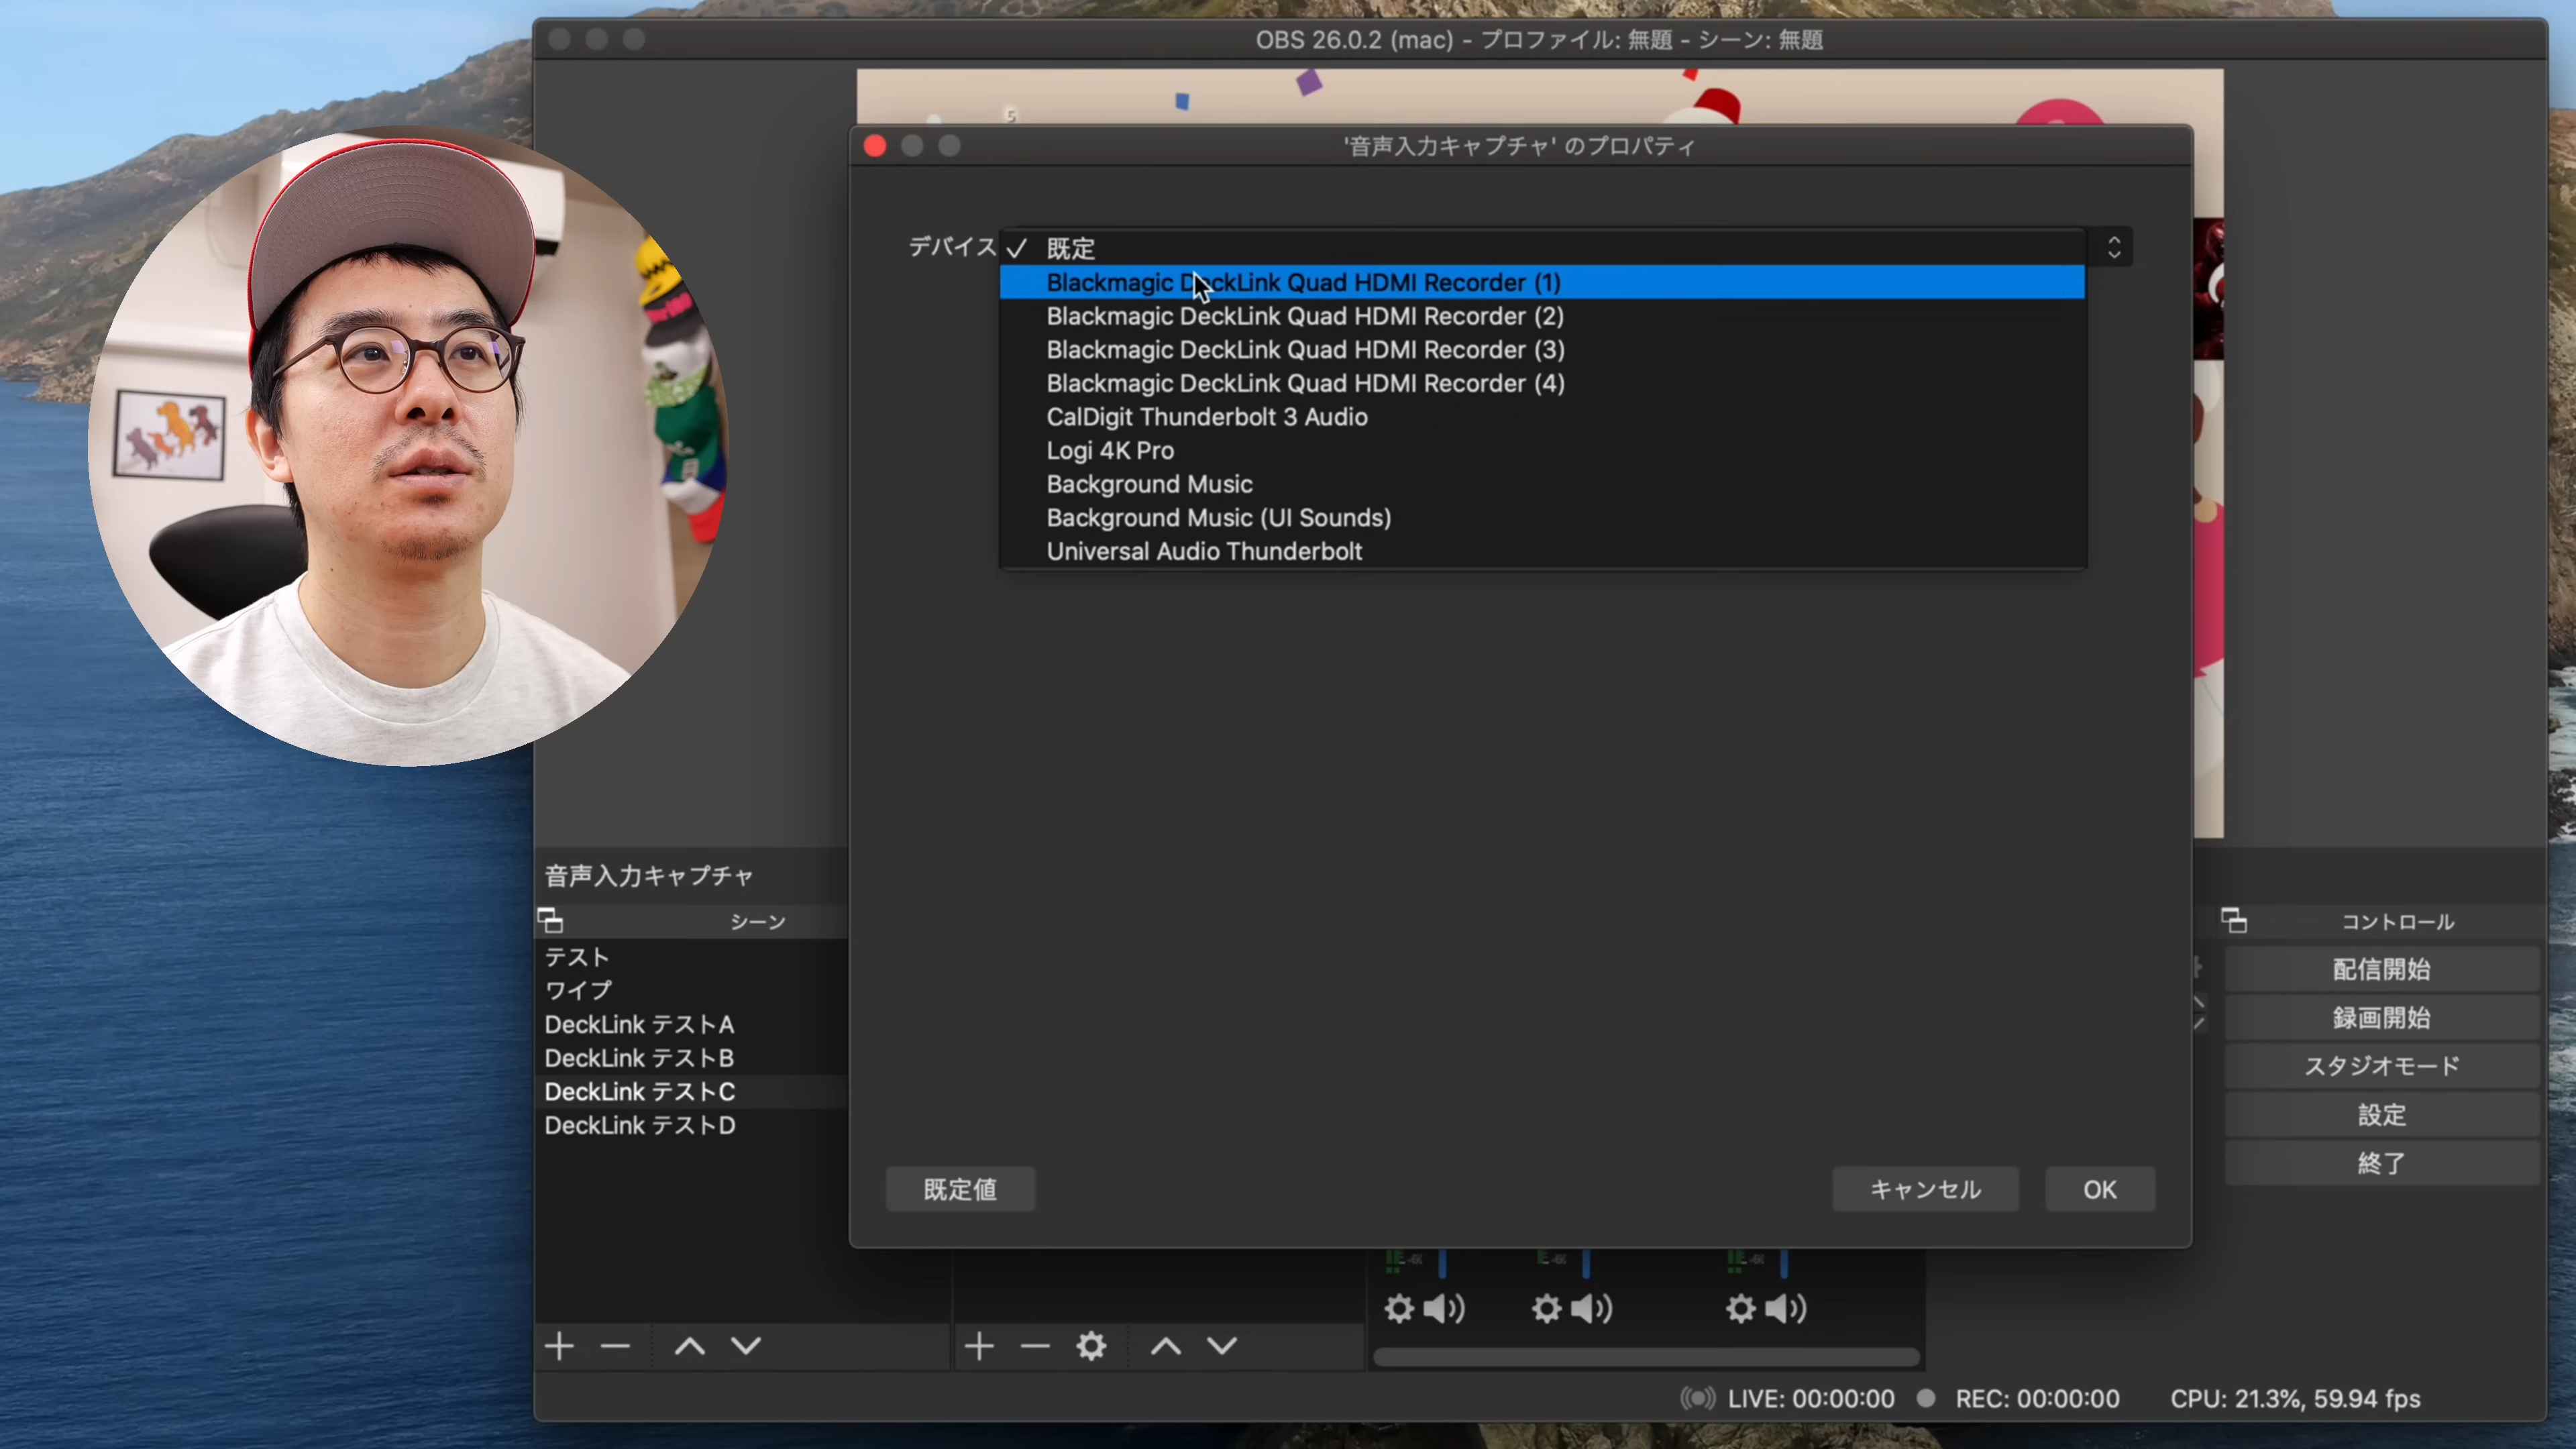 OBS 26.0.2 (mac) - プロファイル: 無題 - シーン: 無題
5
'音声入力キャプチャ' のプロパティ
デバイス
✓ 既定
Blackmagic DeckLink Quad HDMI Recorder (1)
Blackmagic DeckLink Quad HDMI Recorder (2)
Blackmagic DeckLink Quad HDMI Recorder (3)
Blackmagic DeckLink Quad HDMI Recorder (4)
CalDigit Thunderbolt 3 Audio
Logi 4K Pro
Background Music
Background Music (UI Sounds)
Universal Audio Thunderbolt
既定値
キャンセル
OK
音声入力キャプチャ
シーン
テスト
ワイプ
DeckLink テストA
DeckLink テストB
DeckLink テストC
DeckLink テストD
コントロール
配信開始
録画開始
スタジオモード
設定
終了
LIVE: 00:00:00
REC: 00:00:00
CPU: 21.3%, 59.94 fps